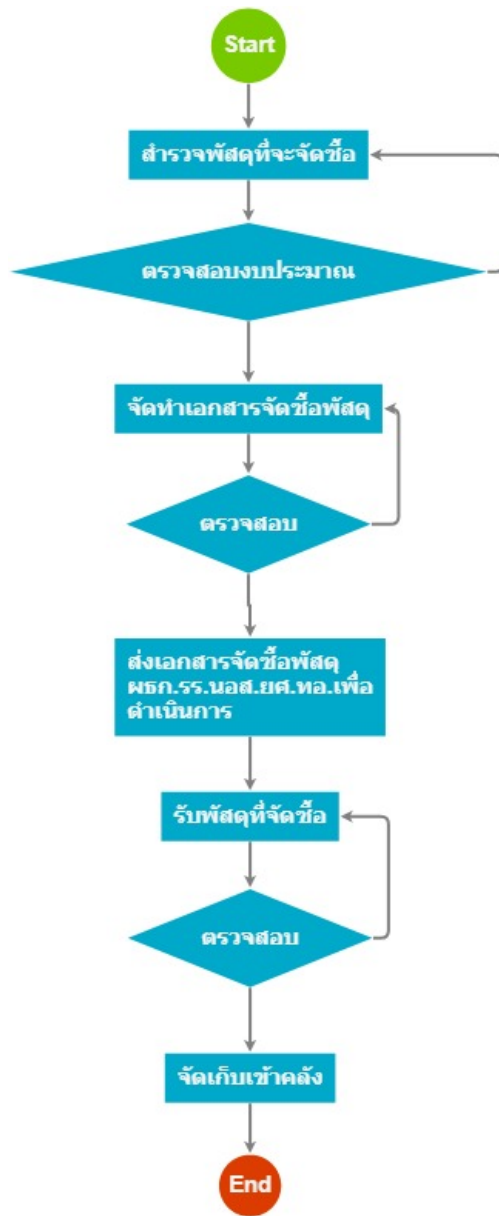 Start
สำรวจพัสดุที่จะจัดซื้อ
ตรวจสอบงบประมาณ
จัดทำเอกสารจัดซื้อพัสดุ
ตรวจสอบ
ส่งเอกสารจัดซื้อพัสดุ
ผธก.รร.นอส.ยศ.ทอ.เพื่อ
ดำเนินการ
รับพัสดุที่จัดซื้อ
ตรวจสอบ
จัดเก็บเข้าคลัง
End